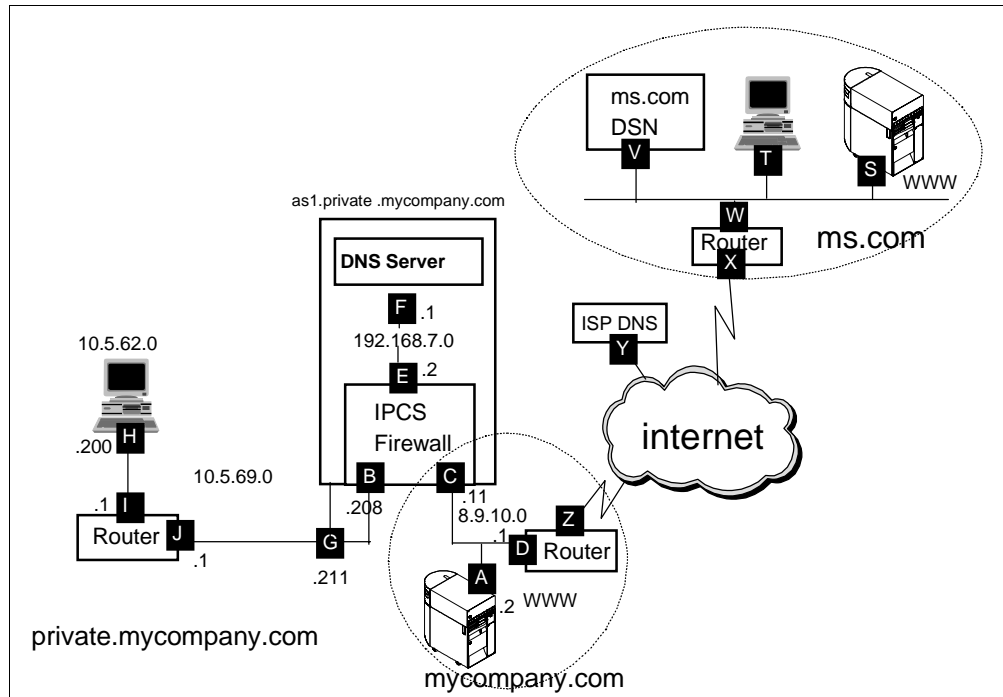 ms.com
DSN
V
T
S
WWW
W
Router
X
ms.com
as1.private .mycompany.com
DNS Server
F
.1
192.168.7.0
E
.2
IPCS
Firewall
B
C
.208
.11
ISP DNS
Y
internet
10.5.62.0
H
.200
10.5.69.0
.1
I
Router
J
.1
G
.211
8.9.10.0
.1
Z
D
Router
A
.2
WWW
private.mycompany.com
mycompany.com